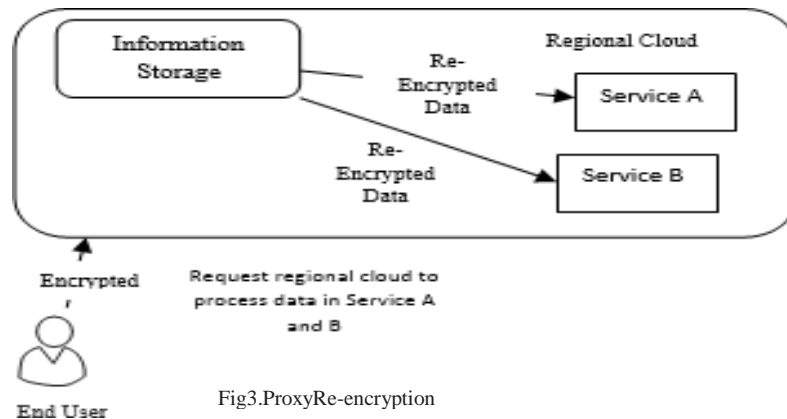 Information
Storage
Regional Cloud
Re-
Encrypted
Data
Service A
Re-
Encrypted
Data
Service B
Encrypted
Request regional cloud to
process data in Service A
and B
End User
Fig3.ProxyRe-encryption